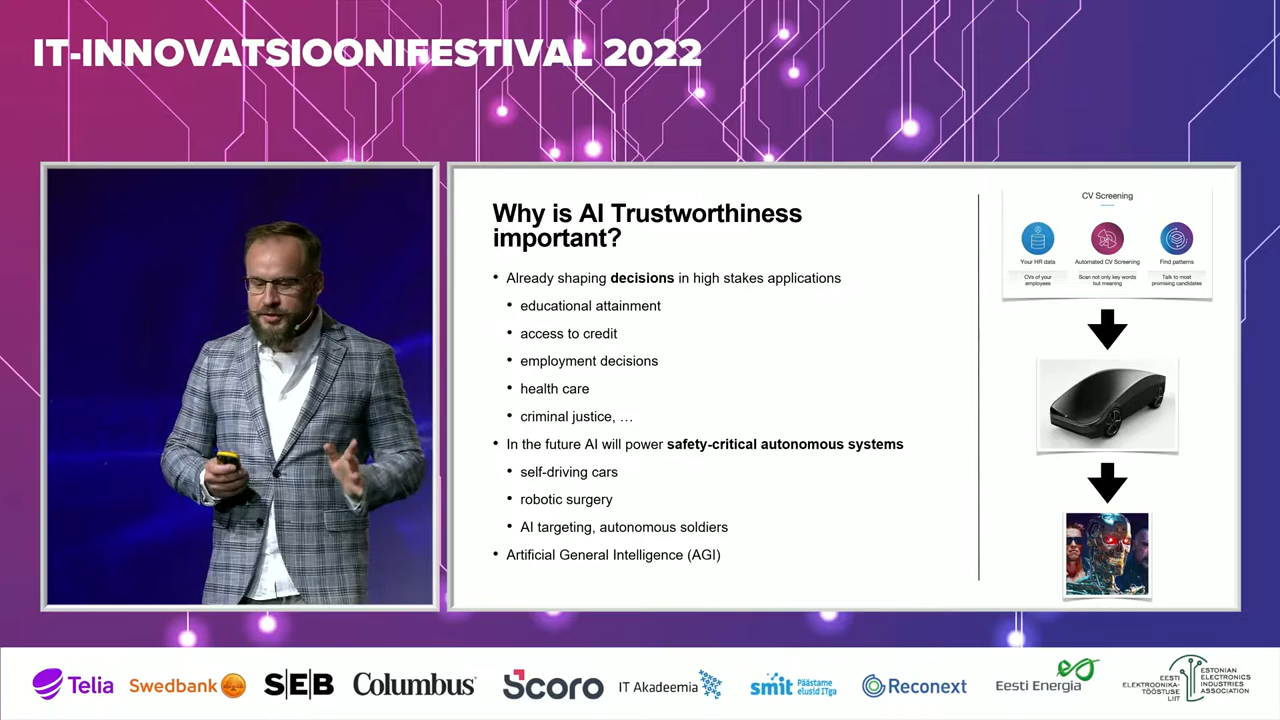 IT-INNOVATSIOONIFESTIVAL 2022
Why is AI Trustworthiness
important?
• Already shaping decisions in high stakes applications
• educational attainment
• access to credit
• employment decisions
• health care
• criminal justice, …
• In the future AI will power safety-critical autonomous systems
• self-driving cars
• robotic surgery
• AI targeting, autonomous soldiers
• Artificial General Intelligence (AGI)
CV Screening
Your HR data
Automated CV Screening
Find patterns
CVs of your
employees
Scan not only key words
but meaning
Talk to most
promising candidates
Telia
Swedbank
SEB
Columbus
Scoro
IT Akadeemia
smit
Päästame
elusid ITga
Reconext
Eesti Energia
EESTI
ELEKTROONIKA-
TÖÖSTUSE
LIIT
ESTONIAN
ELECTRONICS
INDUSTRIES
ASSOCIATION